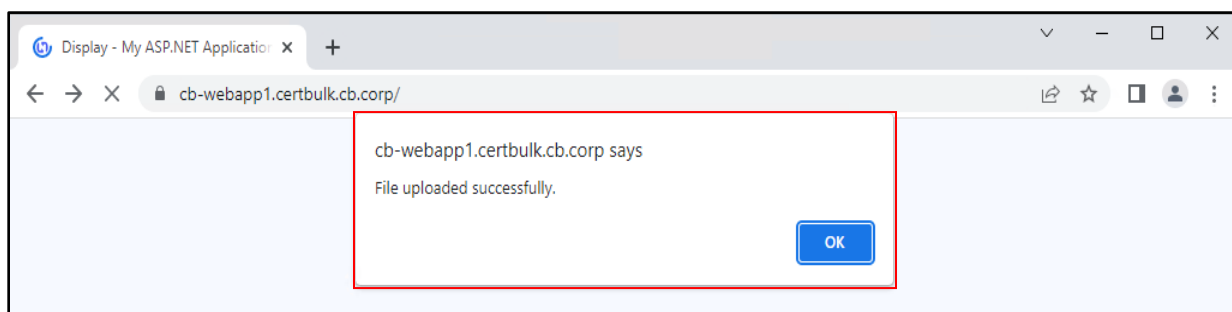 Display - My ASP.NET Application
cb-webapp1.certbulk.cb.corp/
cb-webapp1.certbulk.cb.corp says
File uploaded successfully.
OK